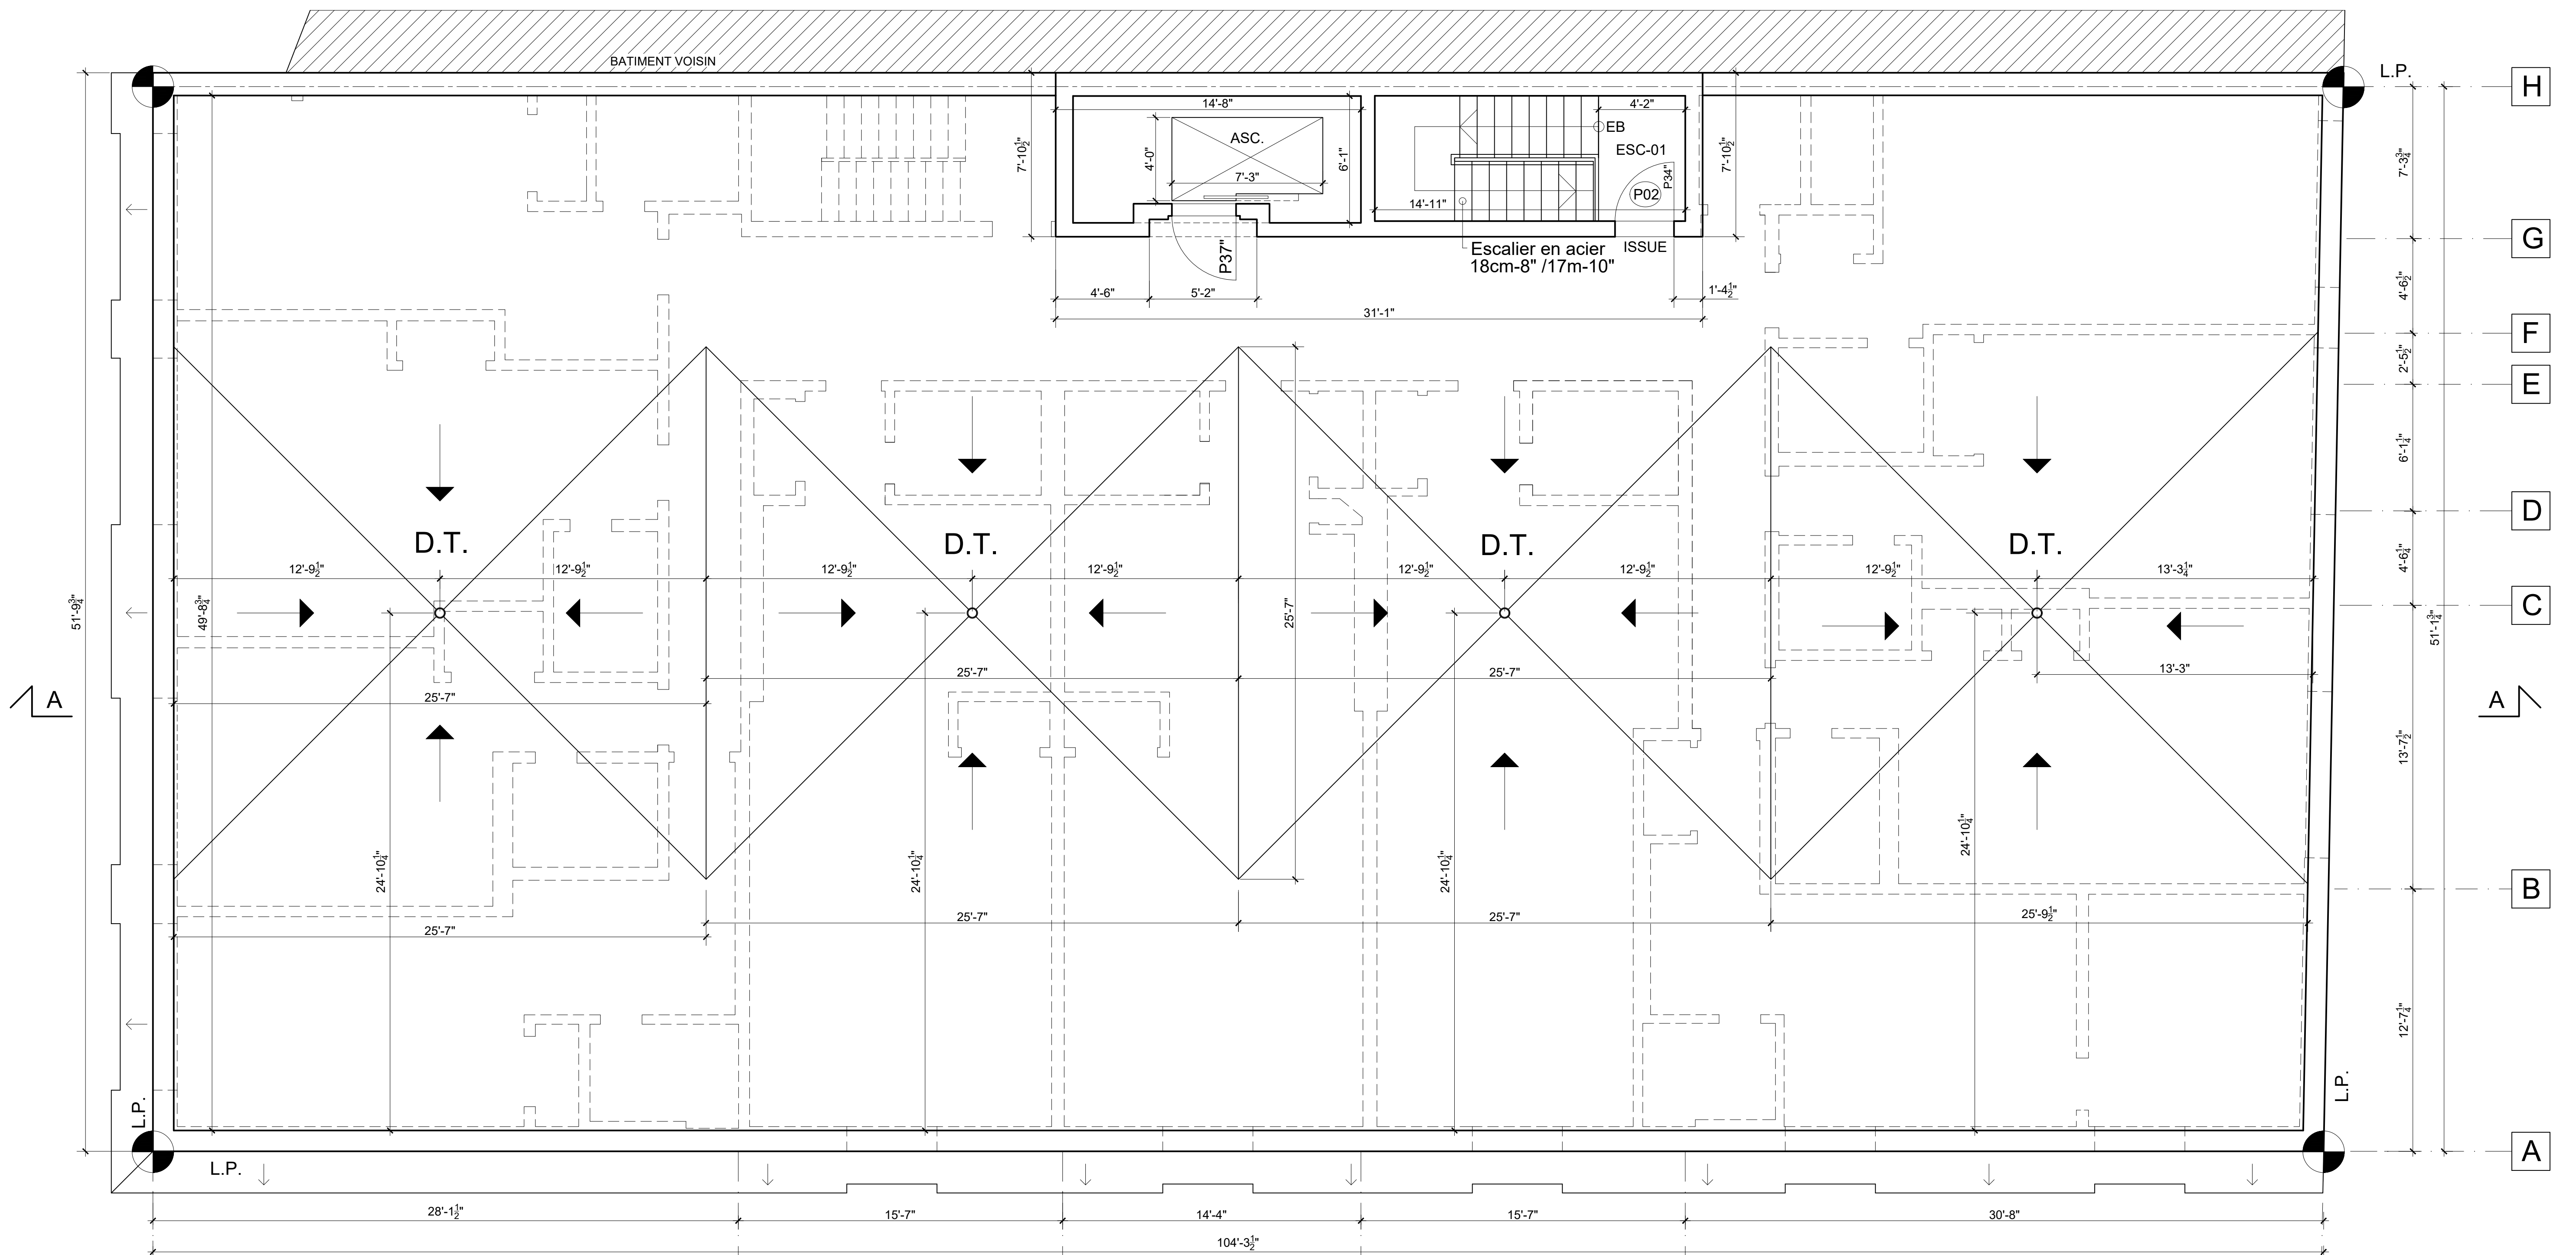 BATIMENT VOISIN
L.P.
H
14'-8"
4'-2"
ASC.
EB
ESC-01
7'-10½"
4'-0"
6'-1"
7'-10½"
7'-3¾"
7'-3"
P34"
P02
14'-11"
G
Escalier en acier
18cm-8" /17m-10"
ISSUE
P37"
4'-6"
5'-2"
1'-4½"
4'-6½"
31'-1"
F
2'-5½"
E
6'-1¼"
D
D.T.
D.T.
D.T.
D.T.
4'-6¼"
12'-9½"
12'-9½"
12'-9½"
12'-9½"
12'-9½"
12'-9½"
12'-9½"
13'-3¼"
51'-9¾"
49'-8¾"
25'-7"
C
51'-1¾"
25'-7"
25'-7"
25'-7"
13'-3"
A
A
13'-7½"
24'-10¼"
24'-10¼"
24'-10¼"
24'-10¼"
B
25'-7"
25'-7"
25'-7"
25'-9½"
12'-7¼"
L.P.
L.P.
A
L.P.
28'-1½"
15'-7"
14'-4"
15'-7"
30'-8"
104'-3½"